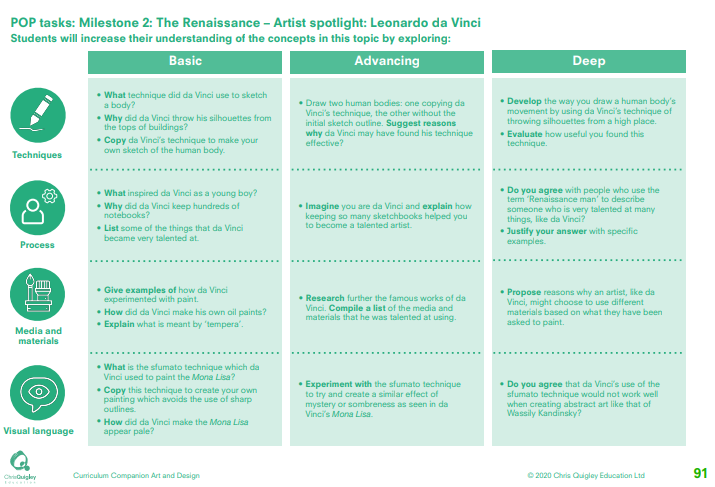 POP tasks: Milestone 2: The Renaissance – Artist spotlight: Leonardo da Vinci
Students will increase their understanding of the concepts in this topic by exploring:
Basic
Advancing
Deep
Techniques
• What technique did da Vinci use to sketch
a body?
• Why did da Vinci throw his silhouettes from
the tops of buildings?
• Copy da Vinci's technique to make your
own sketch of the human body.
• Draw two human bodies: one copying da
Vinci's technique, the other without the
initial sketch outline. Suggest reasons
why da Vinci may have found his technique
effective?
• Develop the way you draw a human body's
movement by using da Vinci's technique of
throwing silhouettes from a high place.
• Evaluate how useful you found this
technique.
Process
• What inspired da Vinci as a young boy?
• Why did da Vinci keep hundreds of
notebooks?
• List some of the things that da Vinci
became very talented at.
• Imagine you are da Vinci and explain how
keeping so many sketchbooks helped you
to become a talented artist.
• Do you agree with people who use the
term 'Renaissance man' to describe
someone who is very talented at many
things, like da Vinci?
• Justify your answer with specific
examples.
Media and
materials
• Give examples of how da Vinci
experimented with paint.
• How did da Vinci make his own oil paints?
• Explain what is meant by 'tempera'.
• Research further the famous works of da
Vinci. Compile a list of the media and
materials that he was talented at using.
• Propose reasons why an artist, like da
Vinci, might choose to use different
materials based on what they have been
asked to paint.
Visual language
• What is the sfumato technique which da
Vinci used to paint the Mona Lisa?
• Copy this technique to create your own
painting which avoids the use of sharp
outlines.
• How did da Vinci make the Mona Lisa
appear pale?
• Experiment with the sfumato technique
to try and create a similar effect of
mystery or sombreness as seen in da
Vinci's Mona Lisa.
• Do you agree that da Vinci's use of the
sfumato technique would not work well
when creating abstract art like that of
Wassily Kandinsky?
ChrisQuigley
EDUCATION
Curriculum Companion Art and Design
© 2020 Chris Quigley Education Ltd
91